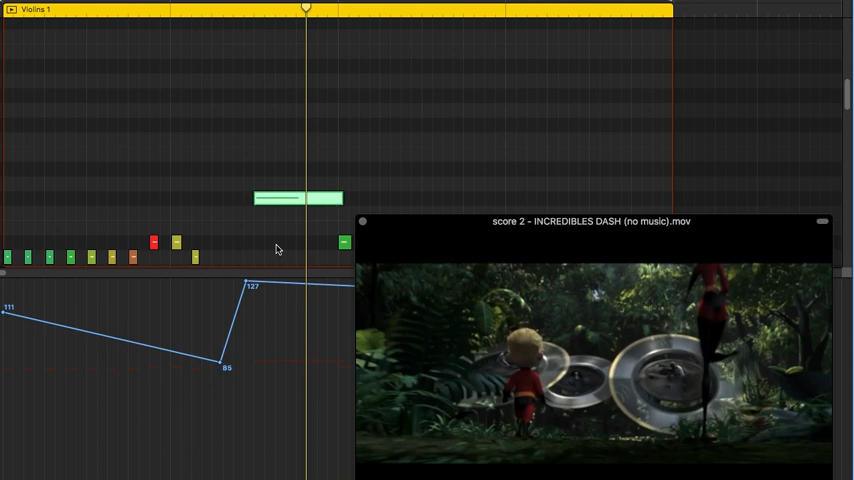 Violins 1
score 2 - INCREDIBLES DASH (no music).mov
111
127
85